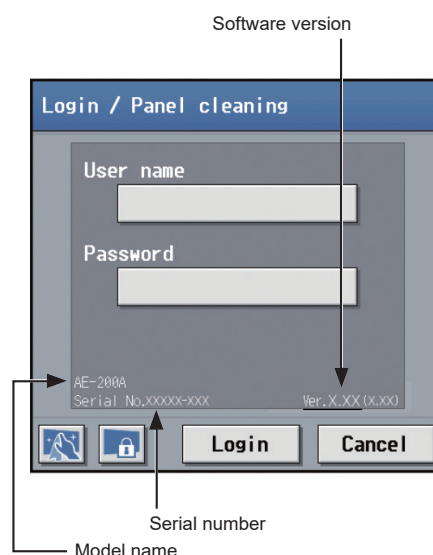 Software version
Login / Panel cleaning
User name
Password
AE-200A
Serial No.XXXXX-XXX
Ver.X.XX(X.XX)
Login
Cancel
Serial number
Model name